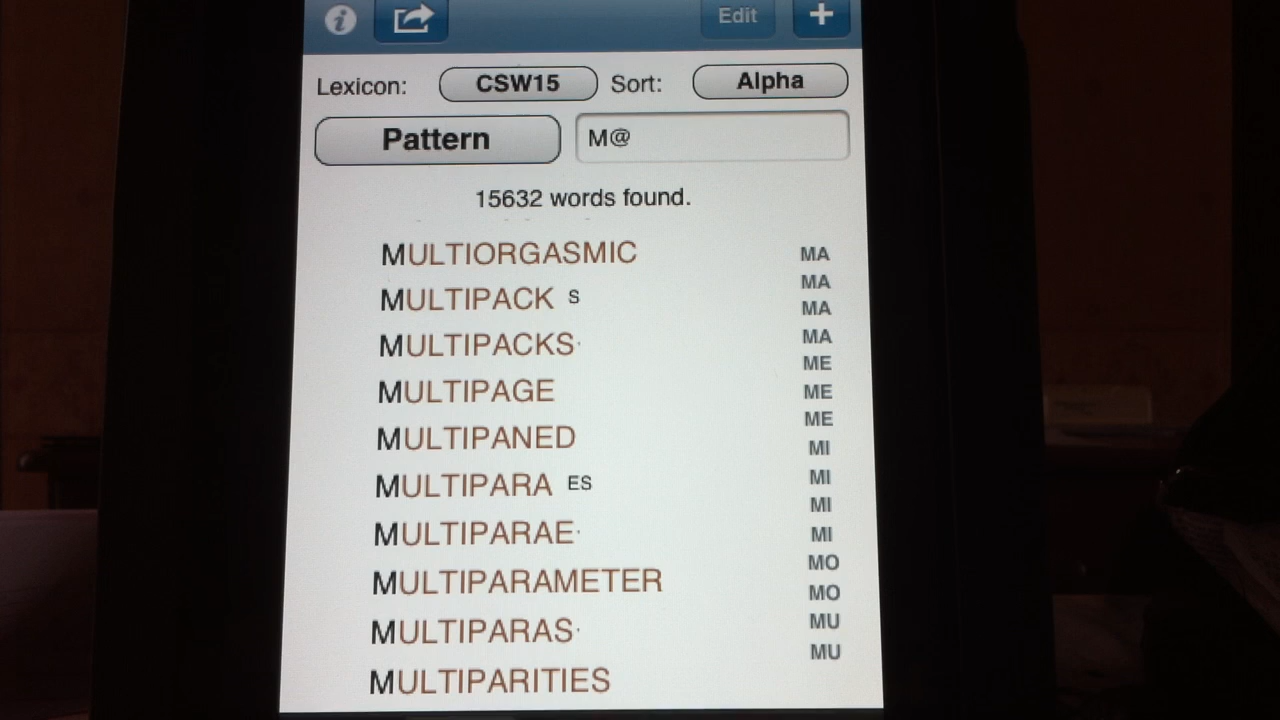 i Edit +
Lexicon: CSW15 Sort: Alpha
Pattern M@
15632 words found.
MULTIORGASMIC
MULTIPACK S
MULTIPACKS·
MULTIPAGE
MULTIPANED
MULTIPARA ES
MULTIPARAE·
MULTIPARAMETER
MULTIPARAS·
MULTIPARITIES
MA
MA
MA
MA
ME
ME
ME
MI
MI
MI
MI
MO
MO
MU
MU